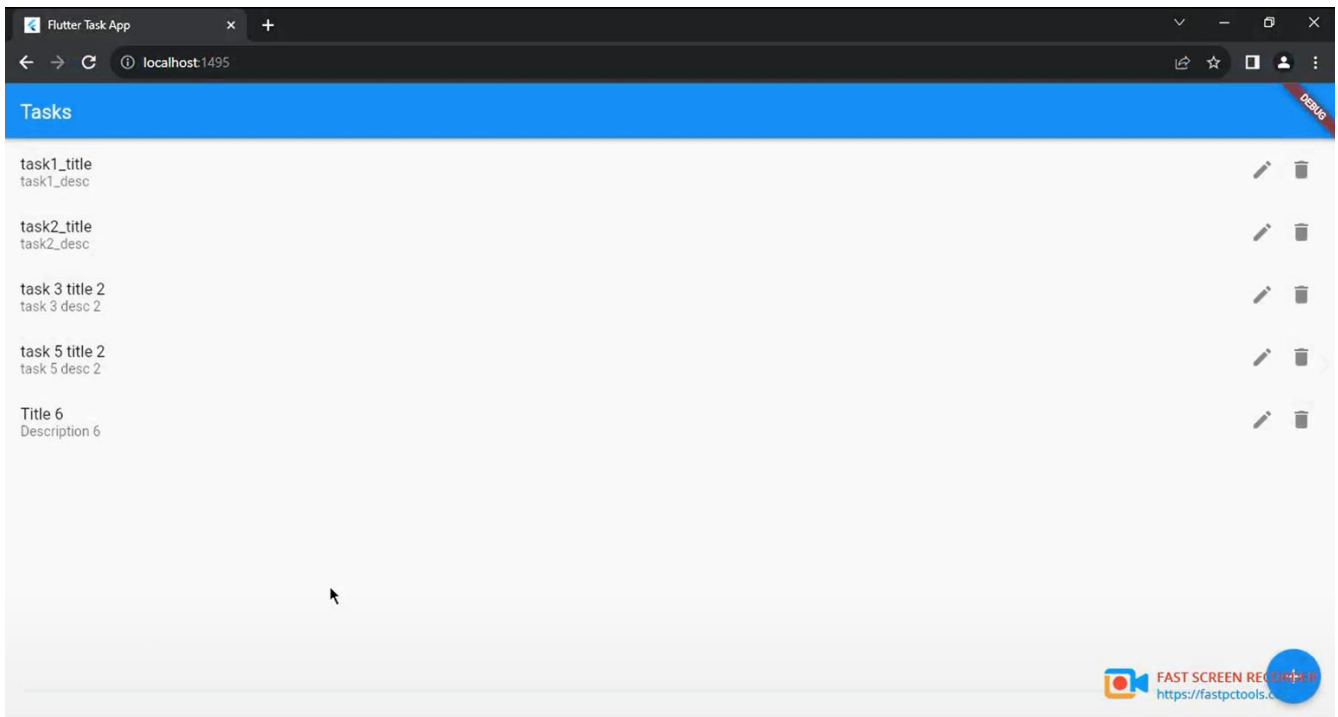 Flutter Task App
localhost:1495
Tasks
DEBUG
task1_title
task1_desc
task2_title
task2_desc
task 3 title 2
task 3 desc 2
task 5 title 2
task 5 desc 2
Title 6
Description 6
FAST SCREEN RECORDER
https://fastpctools.c